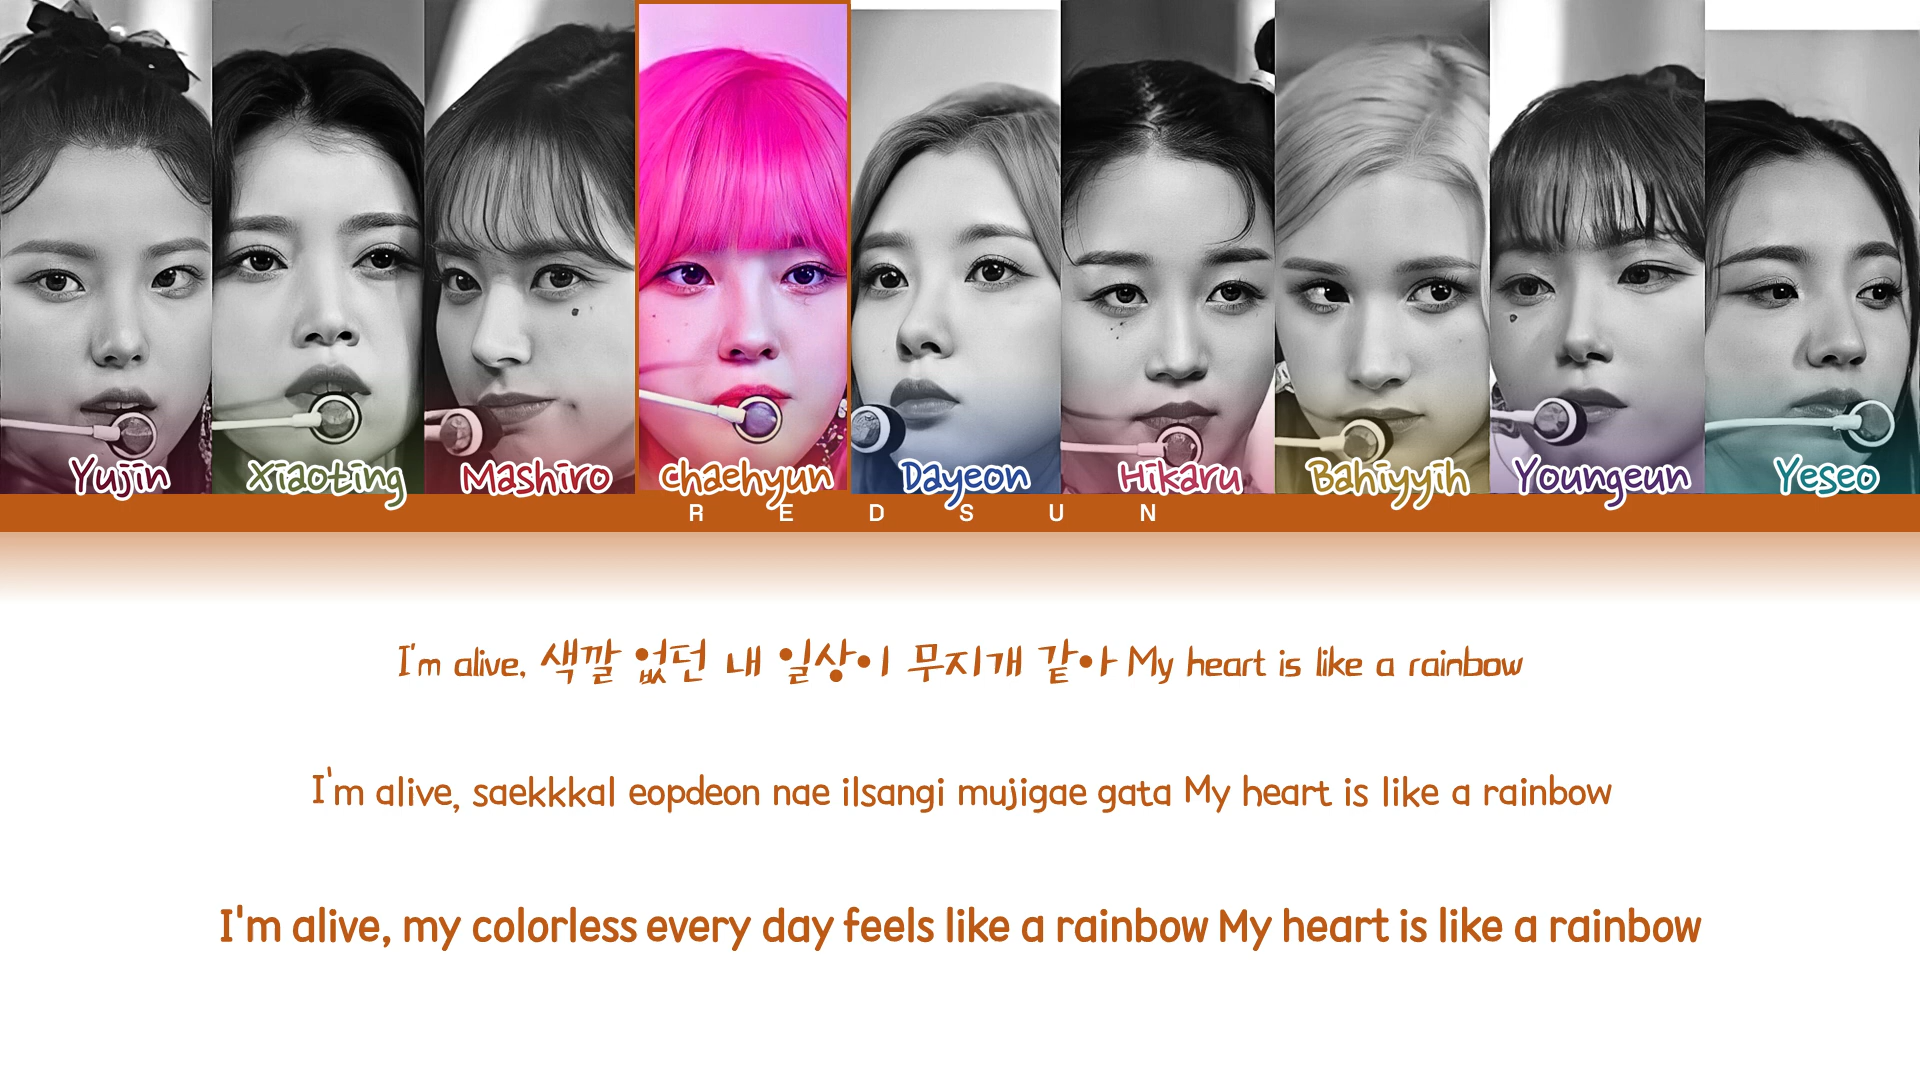 Yujin Xiaoting Mashiro Chaehyun Dayeon Hikaru Bahiyyih Youngeun Yeseo
REDSUN
I'm alive, 색깔 없던 내 일상이 무지개 같아 My heart is like a rainbow
I'm alive, saekkkal eopdeon nae ilsangi mujigae gata My heart is like a rainbow
I'm alive, my colorless every day feels like a rainbow My heart is like a rainbow